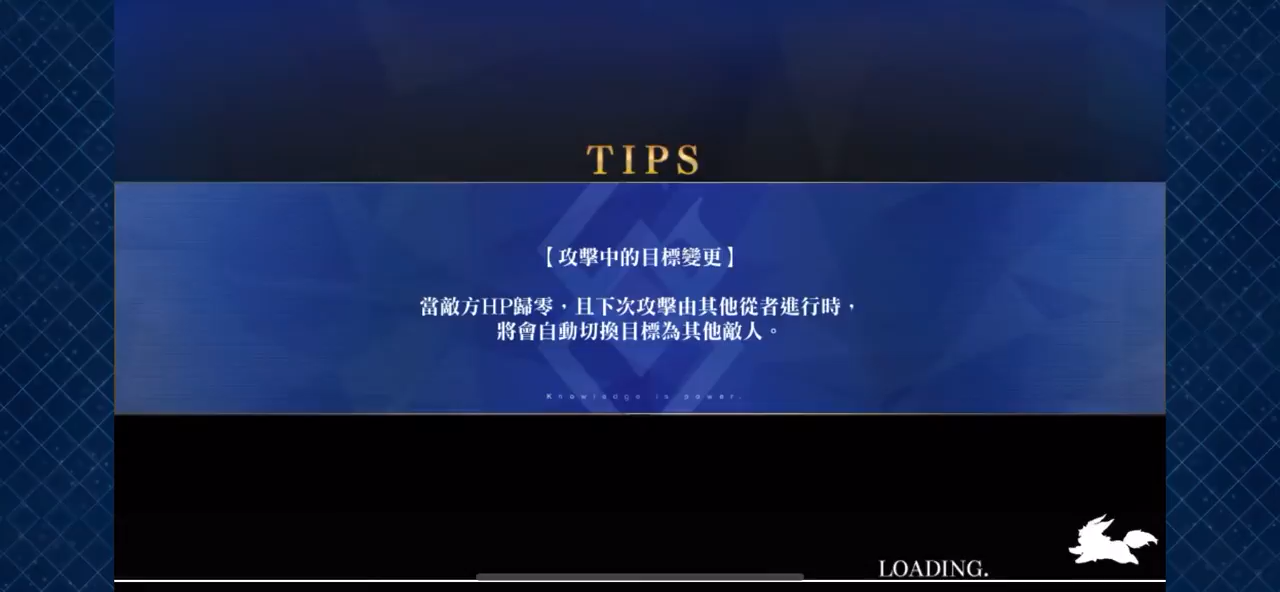 TIPS
【攻擊中的目標變更】
當敵方HP歸零，且下次攻擊由其他從者進行時，
將會自動切換目標為其他敵人。
Knowledge is power.
LOADING.